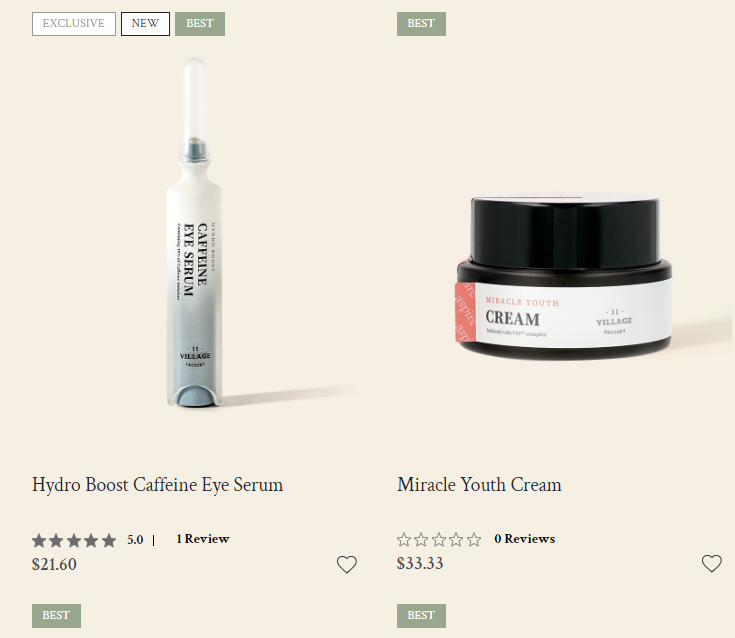 EXCLUSIVE NEW BEST
BEST
HYDRO BOOST
CAFFEINE
EYE SERUM
Containing 10% of Caffeine Solution
· 11 ·
VILLAGE
FACTORY
aspire
MIRACLE YOUTH
CREAM
Infused with V11™ complex
· 11 ·
VILLAGE
FACTORY
Hydro Boost Caffeine Eye Serum
5.0 | 1 Review
$21.60
Miracle Youth Cream
0 Reviews
$33.33
BEST
BEST